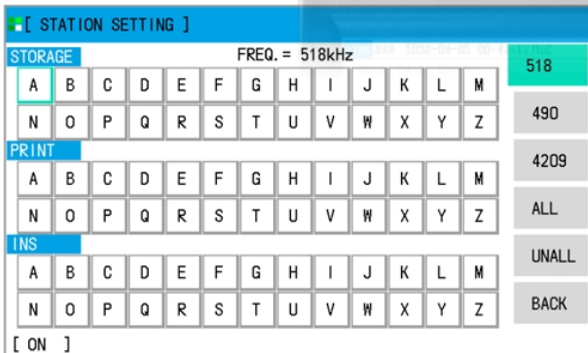 [ STATION SETTING ]
STORAGE FREQ. = 518kHz
A B C D E F G H I J K L M
N O P Q R S T U V W X Y Z
PRINT
A B C D E F G H I J K L M
N O P Q R S T U V W X Y Z
INS
A B C D E F G H I J K L M
N O P Q R S T U V W X Y Z
[ ON ]
518
490
4209
ALL
UNALL
BACK